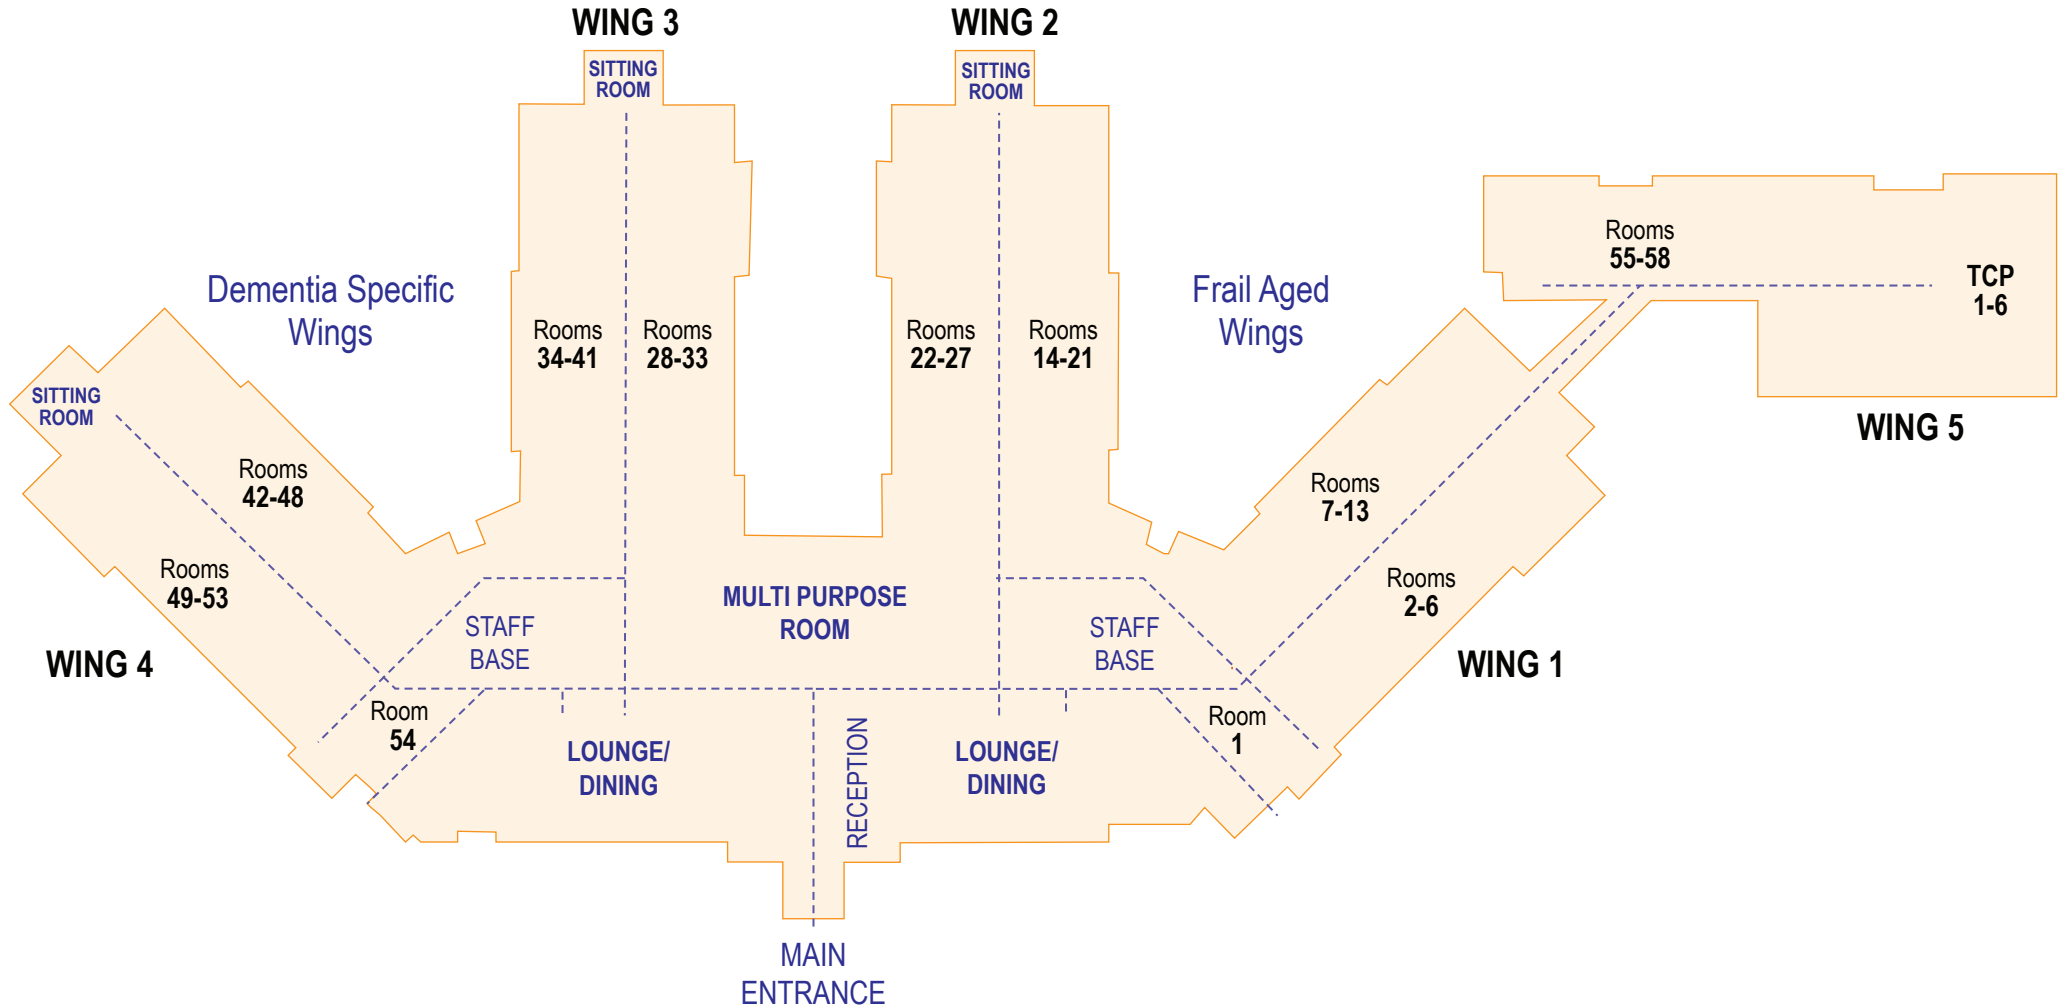 WING 3
WING 2
SITTING
ROOM
SITTING
ROOM
Rooms
55-58
TCP
1-6
Dementia Specific
Wings
Frail Aged
Wings
Rooms
34-41
Rooms
28-33
Rooms
22-27
Rooms
14-21
SITTING
ROOM
WING 5
Rooms
42-48
Rooms
7-13
Rooms
49-53
Rooms
2-6
MULTI PURPOSE
ROOM
STAFF
BASE
STAFF
BASE
WING 4
WING 1
Room
54
Room
1
LOUNGE/
DINING
RECEPTION
LOUNGE/
DINING
MAIN
ENTRANCE